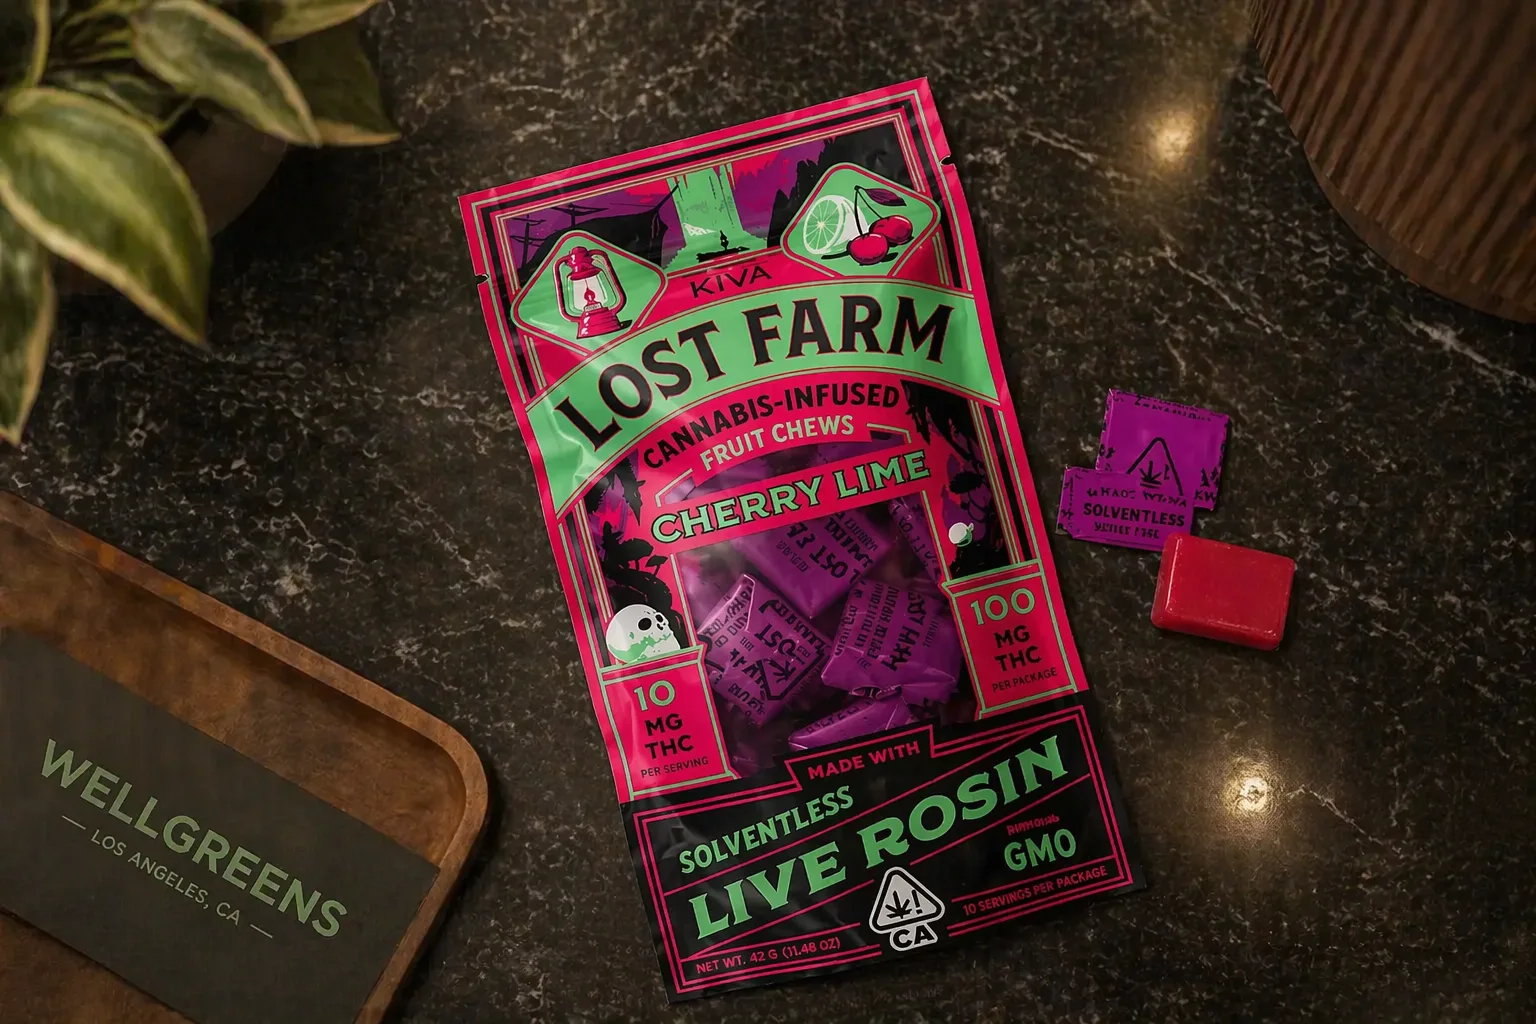 KIVA
LOST FARM
CANNABIS-INFUSED
FRUIT CHEWS
CHERRY LIME
100
MG
THC
PER PACKAGE
10
MG
THC
PER SERVING
MADE WITH
SOLVENTLESS
LIVE ROSIN
GMO
10 SERVINGS PER PACKAGE
NET WT. 42 G (11.48 OZ)
CA
SOLVENTLESS
WELLGREENS
— LOS ANGELES, CA —